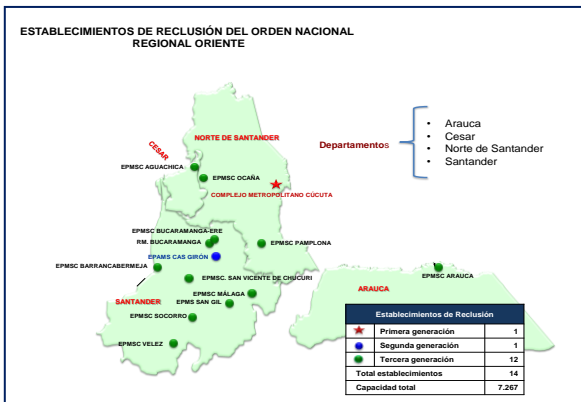 ESTABLECIMIENTOS DE RECLUSIÓN DEL ORDEN NACIONAL
REGIONAL ORIENTE
NORTE DE SANTANDER
CESAR
EPMSC AGUACHICA
EPMSC OCAÑA
COMPLEJO METROPOLITANO CÚCUTA
Departamentos
• Arauca
• Cesar
• Norte de Santander
• Santander
EPMSC BUCARAMANGA-ERE
RM. BUCARAMANGA
EPMSC PAMPLONA
EPAMS CAS GIRÓN
EPMSC BARRANCABERMEJA
EPMSC. SAN VICENTE DE CHUCURI
EPMSC ARAUCA
EPMSC MÁLAGA
ARAUCA
SANTANDER
EPMS SAN GIL
EPMSC SOCORRO
EPMSC VELEZ
Establecimientos de Reclusión
Primera generación 1
Segunda generación 1
Tercera generación 12
Total establecimientos 14
Capacidad total 7.267